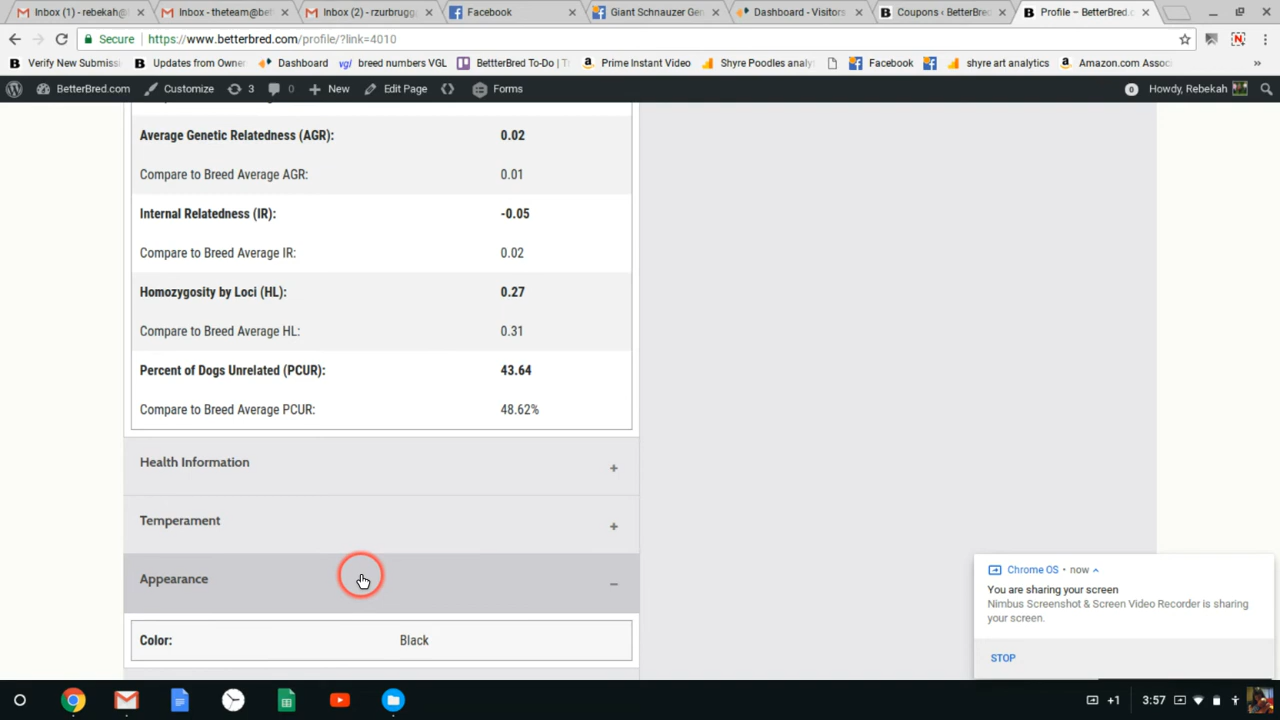 Inbox (1) - rebekah@
Inbox - theteam@bet
Inbox (2) - rzurbrugg
Facebook
Giant Schnauzer Gen
Dashboard - Visitors
Coupons ‹ BetterBred
Profile – BetterBred.c
Secure https://www.betterbred.com/profile/?link=4010
Verify New Submissi
Updates from Owne
Dashboard
breed numbers VGL
BettterBred To-Do | T
Prime Instant Video
Shyre Poodles analy
Facebook
shyre art analytics
Amazon.com Assoc
»
BetterBred.com
Customize
3
0
New
Edit Page
Forms
0
Howdy, Rebekah
Average Genetic Relatedness (AGR): 0.02
Compare to Breed Average AGR: 0.01
Internal Relatedness (IR): -0.05
Compare to Breed Average IR: 0.02
Homozygosity by Loci (HL): 0.27
Compare to Breed Average HL: 0.31
Percent of Dogs Unrelated (PCUR): 43.64
Compare to Breed Average PCUR: 48.62%
Health Information +
Temperament +
Appearance –
Color: Black
Chrome OS • now
You are sharing your screen
Nimbus Screenshot & Screen Video Recorder is sharing
your screen.
STOP
+1 3:57